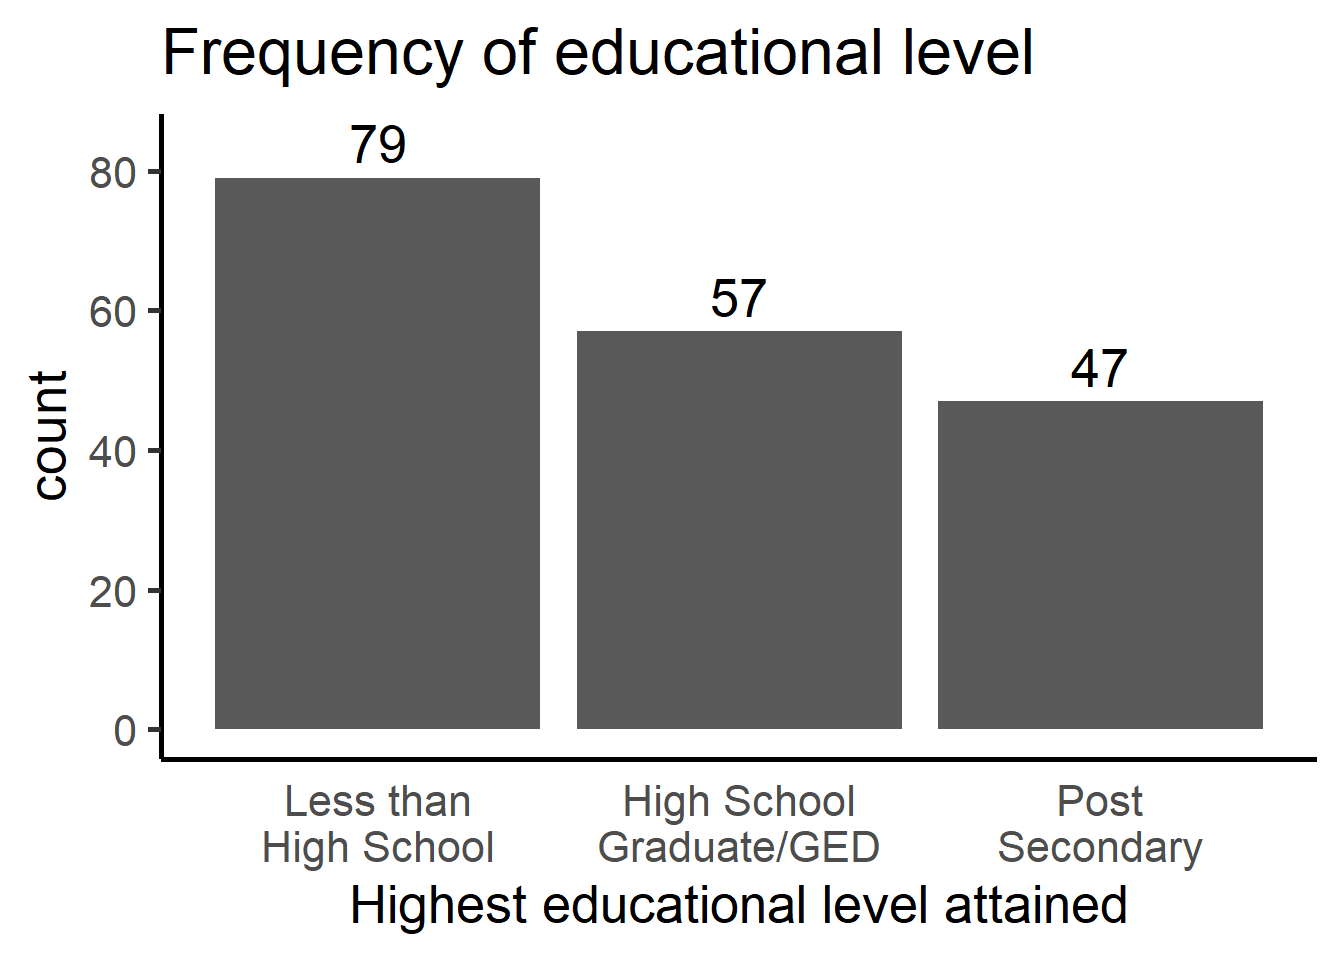 Frequency of educational level
79
57
47
80
60
40
20
0
count
Less than
High School
High School
Graduate/GED
Post
Secondary
Highest educational level attained